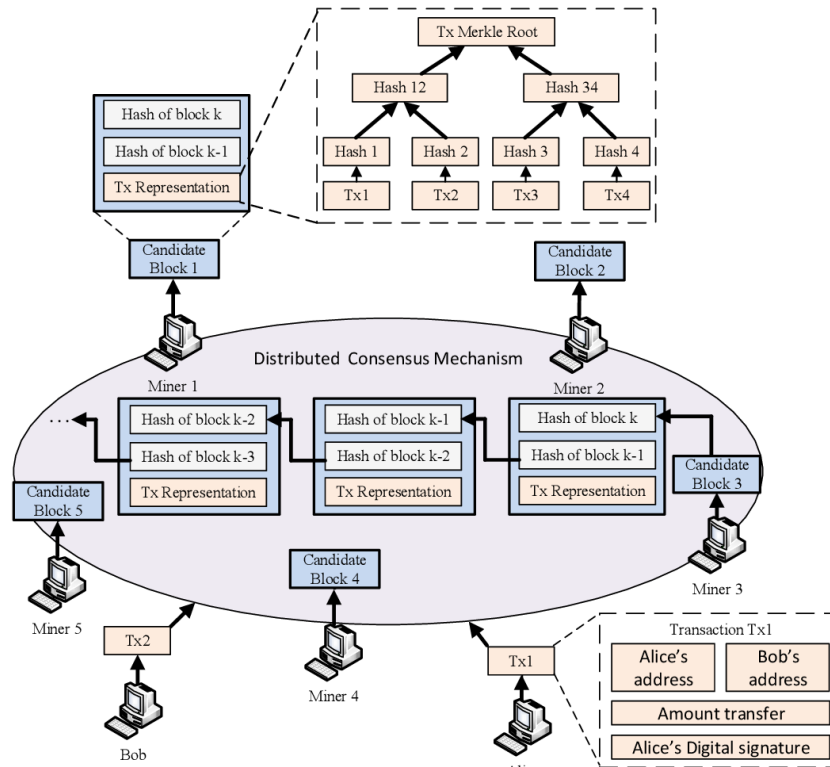 Tx Merkle Root
Hash 12
Hash 34
Hash 1
Hash 2
Hash 3
Hash 4
Tx1
Tx2
Tx3
Tx4
Hash of block k
Hash of block k-1
Tx Representation
Candidate
Block 1
Candidate
Block 2
Distributed Consensus Mechanism
Miner 1
Miner 2
...
Hash of block k-2
Hash of block k-3
Tx Representation
Hash of block k-1
Hash of block k-2
Tx Representation
Hash of block k
Hash of block k-1
Tx Representation
Candidate
Block 3
Candidate
Block 5
Candidate
Block 4
Miner 3
Miner 5
Miner 4
Tx2
Bob
Tx1
Transaction Tx1
Alice's
address
Bob's
address
Amount transfer
Alice's Digital signature